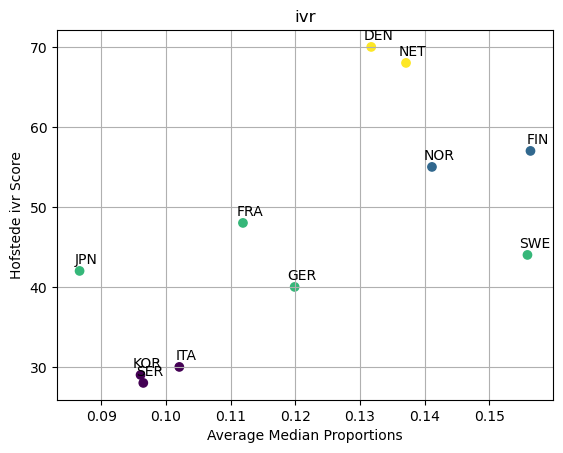 ivr
DEN
NET
FIN
NOR
FRA
SWE
JPN
GER
ITA
KOR
SER
70
60
50
40
30
Hofstede ivr Score
0.09 0.10 0.11 0.12 0.13 0.14 0.15
Average Median Proportions